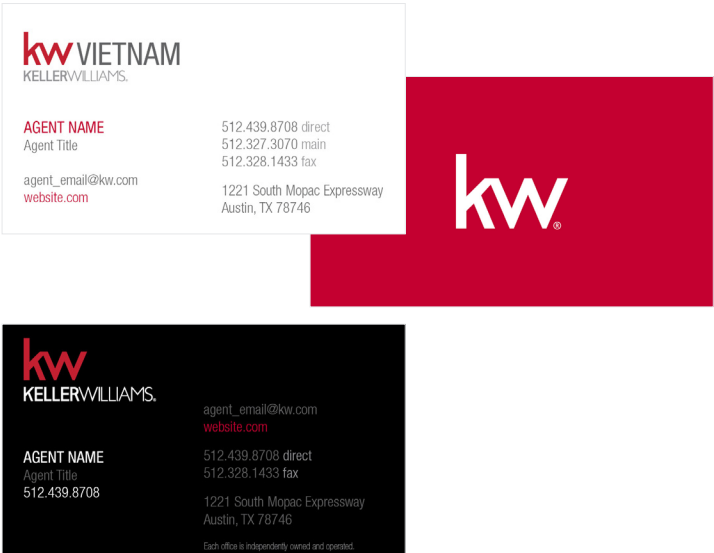 kw VIETNAM
KELLERWILLIAMS®
AGENT NAME
Agent Title
agent_email@kw.com
website.com
512.439.8708 direct
512.327.3070 main
512.328.1433 fax
1221 South Mopac Expressway
Austin, TX 78746
kw®
kw
KELLERWILLIAMS®
AGENT NAME
Agent Title
512.439.8708
agent_email@kw.com
website.com
512.439.8708 direct
512.328.1433 fax
1221 South Mopac Expressway
Austin, TX 78746
Each office is independently owned and operated.